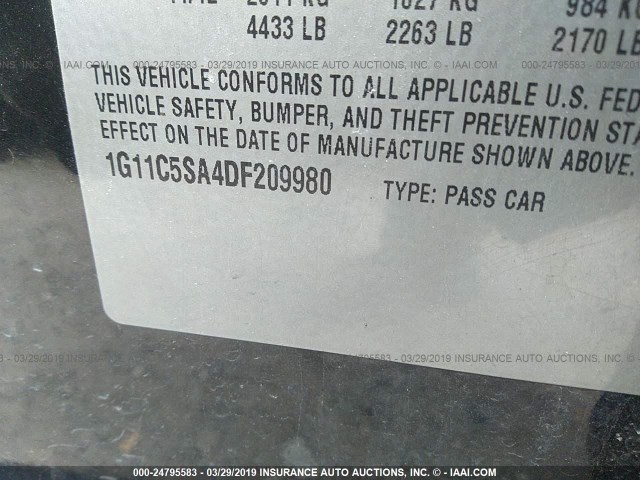 984 KG
4433 LB 2263 LB 2170 LB
THIS VEHICLE CONFORMS TO ALL APPLICABLE U.S. FED
VEHICLE SAFETY, BUMPER, AND THEFT PREVENTION STA
EFFECT ON THE DATE OF MANUFACTURE SHOWN ABOVE.
1G11C5SA4DF209980 TYPE: PASS CAR
000-24795583 - 03/29/2019 INSURANCE AUTO AUCTIONS, INC. - © IAAI.COM